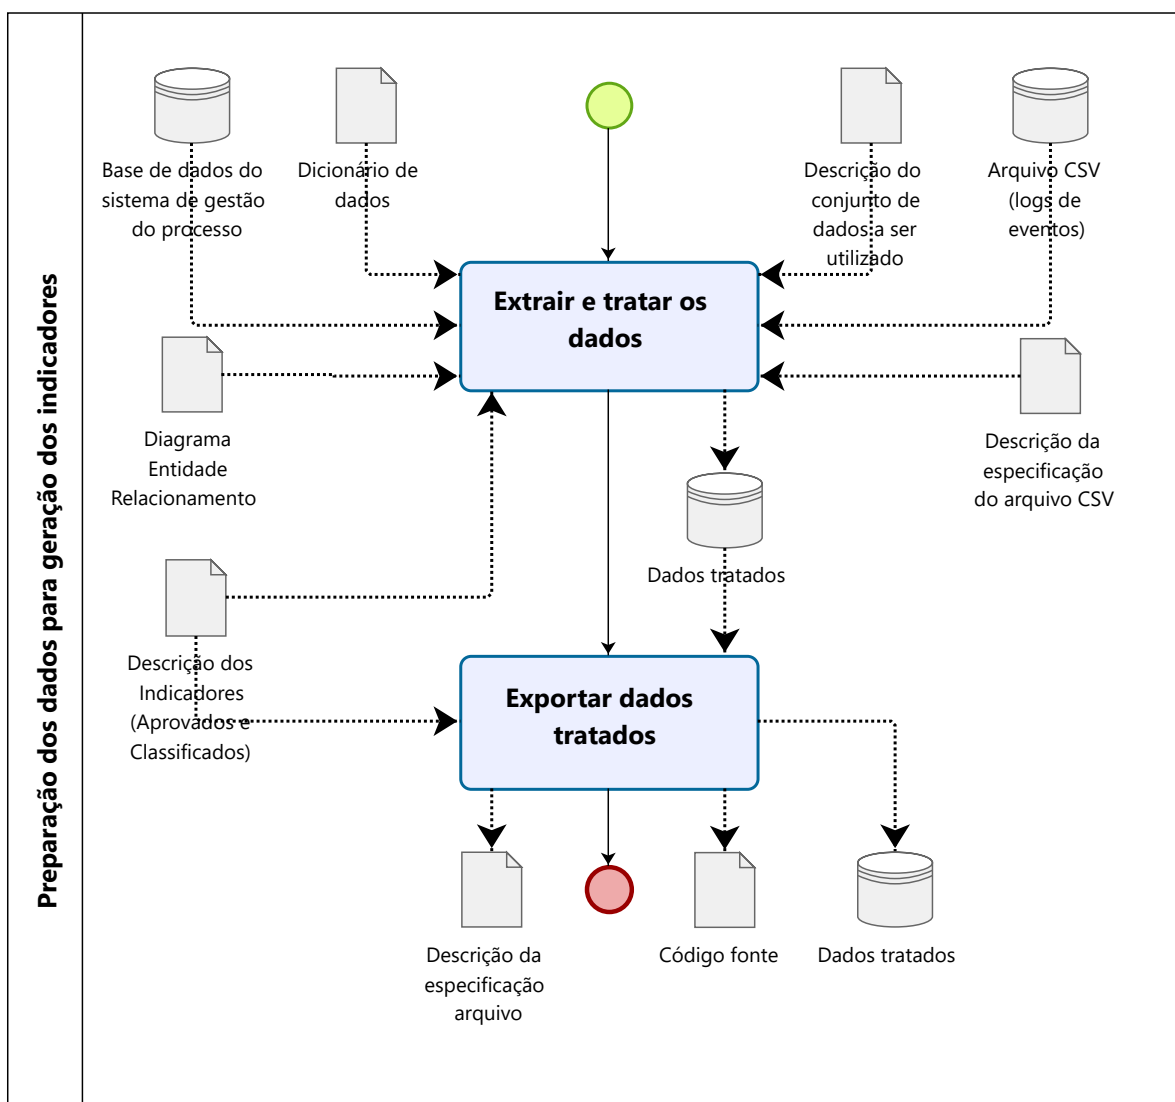 Preparação dos dados para geração dos indicadores
Base de dados do
sistema de gestão
do processo
Dicionário de
dados
Descrição do
conjunto de
dados a ser
utilizado
Arquivo CSV
(logs de
eventos)
Extrair e tratar os
dados
Diagrama
Entidade
Relacionamento
Descrição da
especificação
do arquivo CSV
Dados tratados
Descrição dos
Indicadores
(Aprovados e
Classificados)
Exportar dados
tratados
Descrição da
especificação
arquivo
Código fonte
Dados tratados